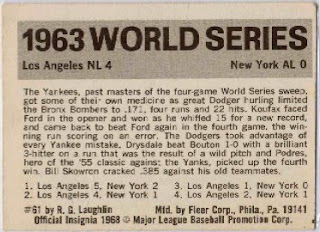 1963 WORLD SERIES
Los Angeles NL 4 New York AL 0
The Yankees, past masters of the four-game World Series sweep,
got some of their own medicine as great Dodger hurling limited
the Bronx Bombers to .171, four runs and 22 hits. Koufax faced
Ford in the opener and won as he whiffed 15 for a new record,
and came back to beat Ford again in the fourth game, the win-
ning run scoring on an error. The Dodgers took advantage of
every Yankee mistake. Drysdale beat Bouton 1-0 with a brilliant
3-hitter on a run that was the result of a wild pitch and Podres,
hero of the '55 classic against the Yanks, picked up the fourth
win. Bill Skowron cracked .385 against his old teammates.
1. Los Angeles 5, New York 2 3. Los Angeles 1, New York 0
2. Los Angeles 4, New York 1 4. Los Angeles 2, New York 1
#61 by R. G. Laughlin Mfd. by Fleer Corp., Phila., Pa. 19141
Official Insignia 1968 © Major League Baseball Promotion Corp.